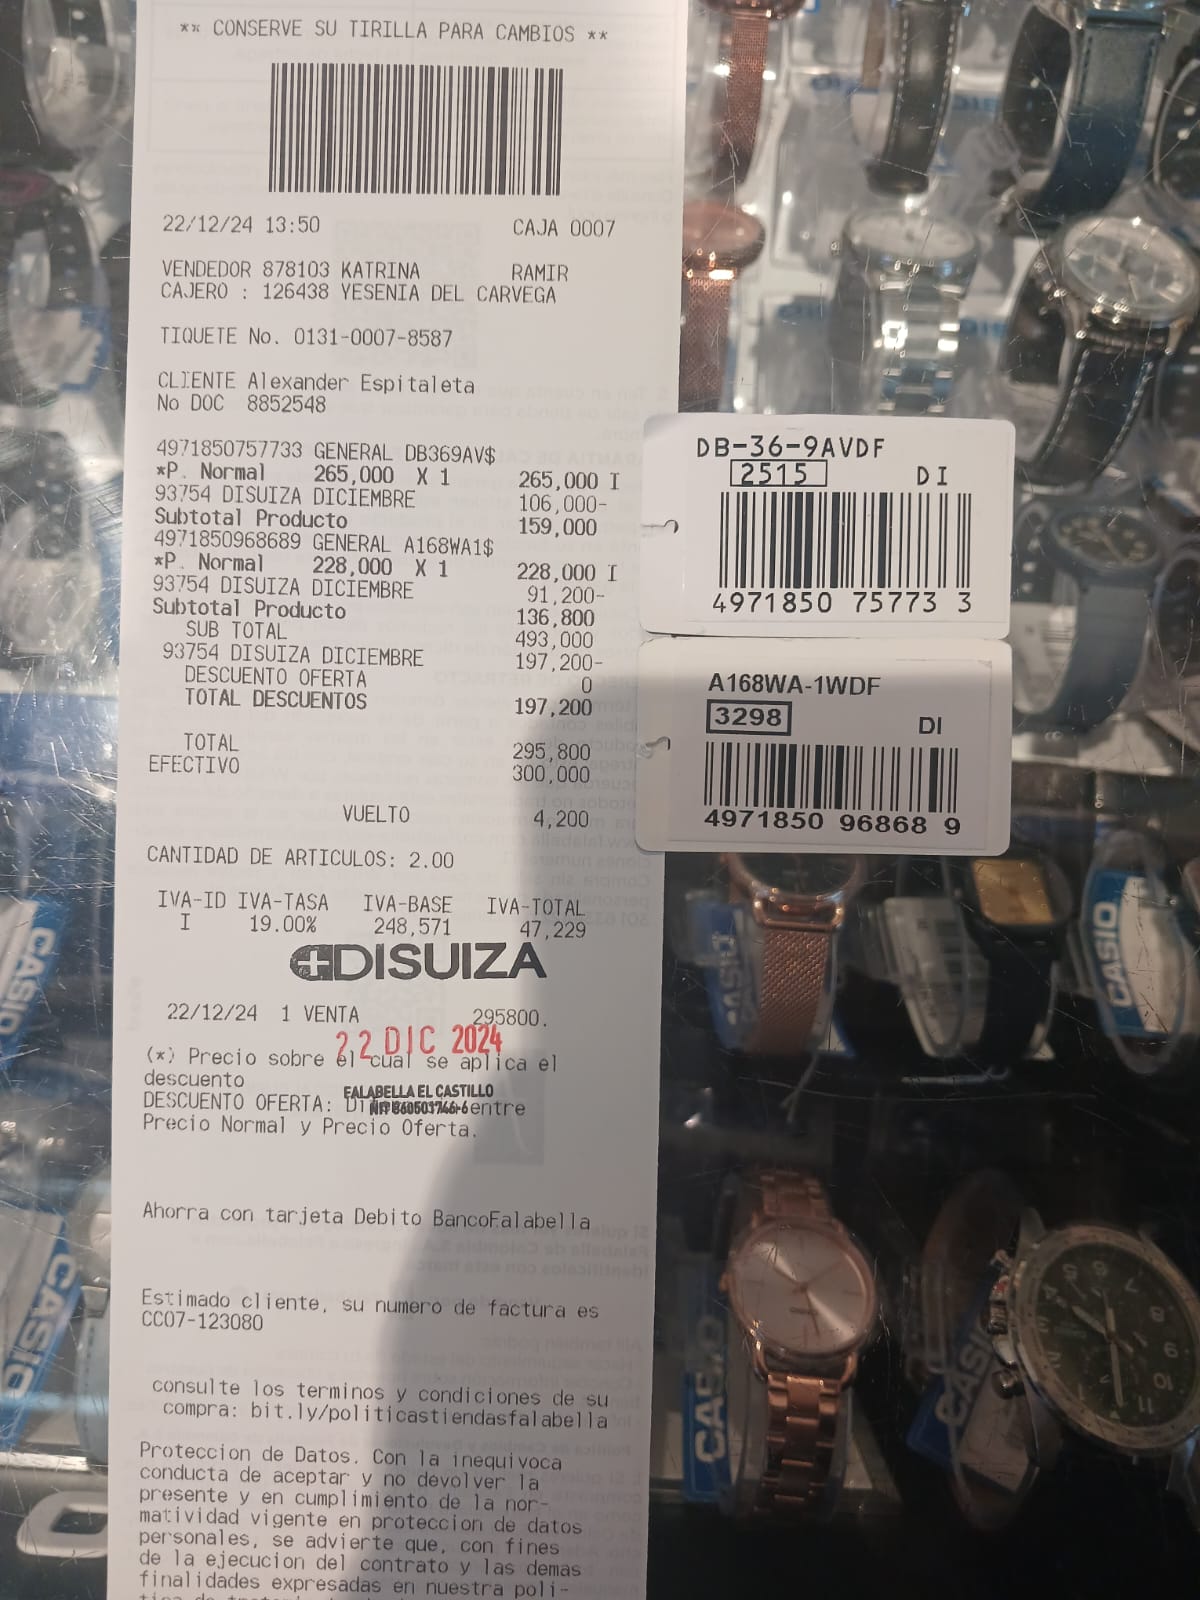 ** CONSERVE SU TIRILLA PARA CAMBIOS **
22/12/24 13:50 CAJA 0007
VENDEDOR 878103 KATRINA RAMIR
CAJERO : 126438 YESENIA DEL CARVEGA
TIQUETE No. 0131-0007-8587
CLIENTE Alexander Espitaleta
No DOC 8852548
4971850757733 GENERAL DB369AV$
*P. Normal 265,000 X 1 265,000 I
93754 DISUIZA DICIEMBRE 106,000-
Subtotal Producto 159,000
4971850968689 GENERAL A168WA1$
*P. Normal 228,000 X 1 228,000 I
93754 DISUIZA DICIEMBRE 91,200-
Subtotal Producto 136,800
SUB TOTAL 493,000
93754 DISUIZA DICIEMBRE 197,200-
DESCUENTO OFERTA 0
TOTAL DESCUENTOS 197,200
TOTAL 295,800
EFECTIVO 300,000
VUELTO 4,200
CANTIDAD DE ARTICULOS: 2.00
IVA-ID IVA-TASA IVA-BASE IVA-TOTAL
I 19.00% 248,571 47,229
DISUIZA
22/12/24 1 VENTA 295800.
22 DIC 2024
(*) Precio sobre el cual se aplica el
descuento
FALABELLA EL CASTILLO
NIT 860503746-6
DESCUENTO OFERTA: entre
Precio Normal y Precio Oferta.
Ahorra con tarjeta Debito BancoFalabella
Estimado cliente, su numero de factura es
CC07-123080
consulte los terminos y condiciones de su
compra: bit.ly/politicastiendasfalabella
Proteccion de Datos. Con la inequivoca
conducta de aceptar y no devolver la
presente y en cumplimiento de la nor-
matividad vigente en proteccion de datos
personales, se advierte que, con fines
de la ejecucion del contrato y las demas
finalidades expresadas en nuestra poli-
DB-36-9AVDF
2515 DI
4971850 75773 3
A168WA-1WDF
3298 DI
4971850 96868 9
CASIO
CASIO
CASIO
CASIO
CASIO
CASIO